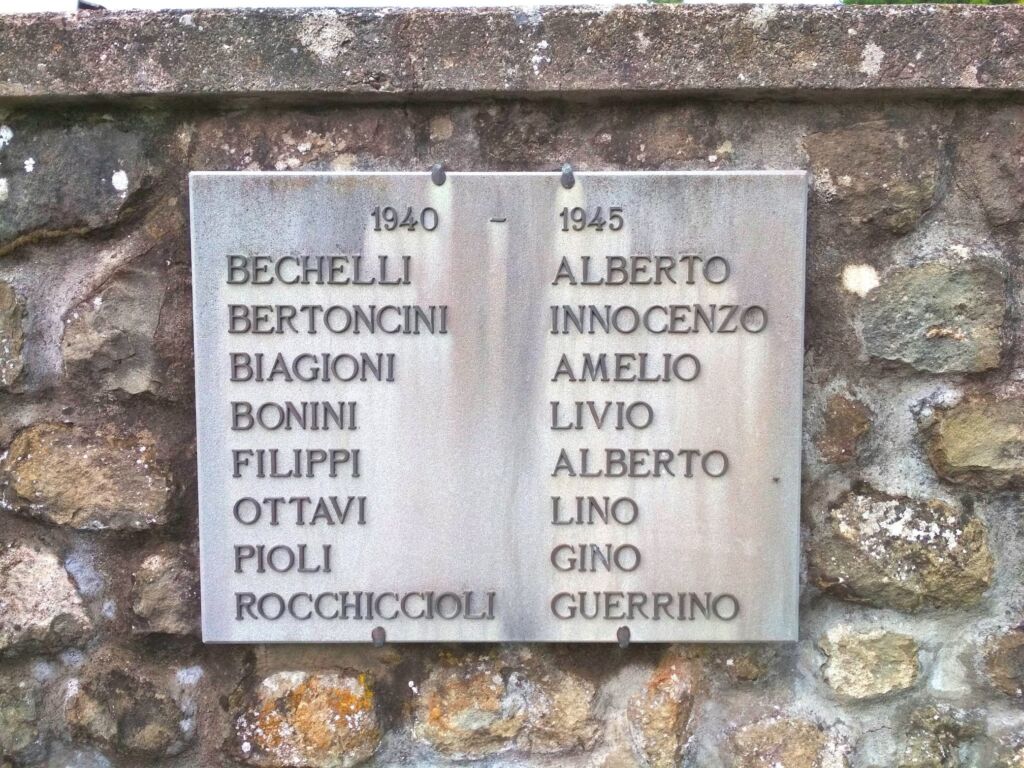 1940 - 1945
BECHELLI ALBERTO
BERTONCINI INNOCENZO
BIAGIONI AMELIO
BONINI LIVIO
FILIPPI ALBERTO
OTTAVI LINO
PIOLI GINO
ROCCHICCIOLI GUERRINO